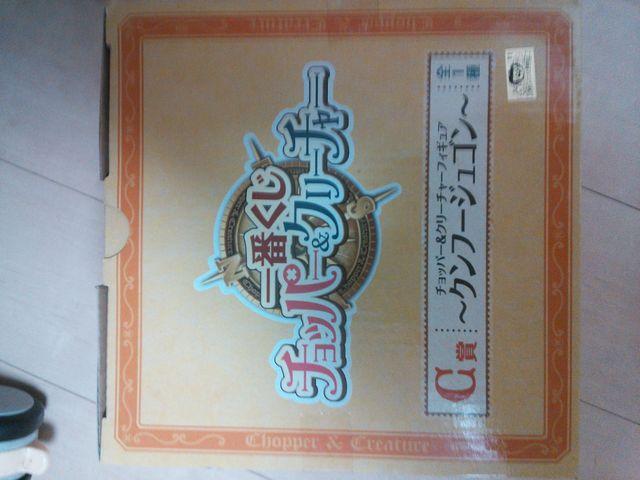 Chopper & Creature
一番くじ
チョッパー&クリーチャー
C賞
チョッパー&クリーチャーフィギュア
～クンフージュゴン～
全1種
Chopper & Creature